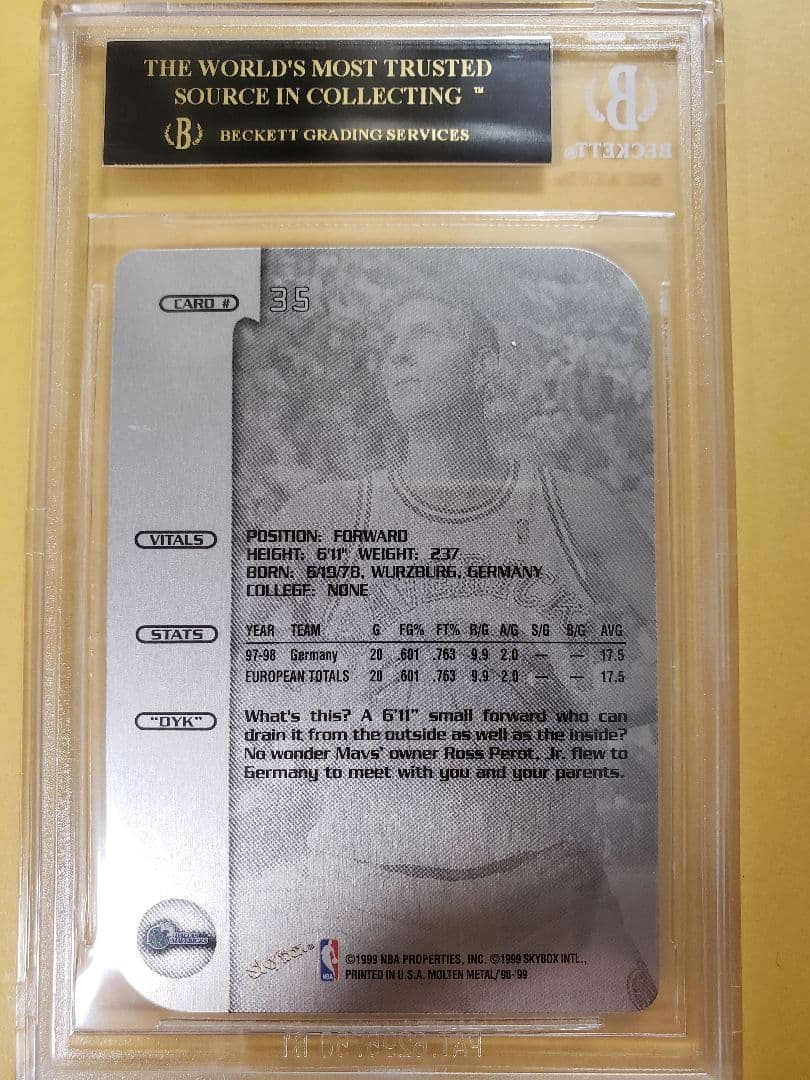 THE WORLD'S MOST TRUSTED
SOURCE IN COLLECTING ™
B BECKETT GRADING SERVICES
B
BECKETT®
CARD # 35
VITALS
POSITION: FORWARD
HEIGHT: 6'11" WEIGHT: 237
BORN: 6/19/78, WURZBURG, GERMANY
COLLEGE: NONE
STATS
YEAR TEAM G FG% FT% R/G A/G S/G B/G AVG
97-98 Germany 20 .601 .763 9.9 2.0 — — 17.5
EUROPEAN TOTALS 20 .601 .763 9.9 2.0 — — 17.5
"DYK"
What's this? A 6'11" small forward who can
drain it from the outside as well as the inside?
No wonder Mavs' owner Ross Perot, Jr. flew to
Germany to meet with you and your parents.
DALLAS
MAVERICKS
NBA
©1999 NBA PROPERTIES, INC. ©1999 SKYBOX INTL.,
PRINTED IN U.S.A. MOLTEN METAL/'98-'99